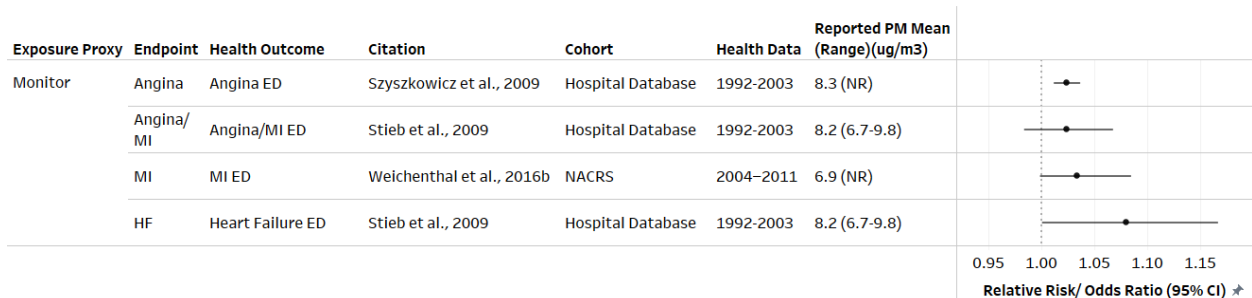 Reported PM Mean
Exposure Proxy Endpoint Health Outcome Citation Cohort Health Data (Range)(ug/m3)
Monitor Angina Angina ED Szyszkowicz et al., 2009 Hospital Database 1992-2003 8.3 (NR)
Angina/
MI Angina/MI ED Stieb et al., 2009 Hospital Database 1992-2003 8.2 (6.7-9.8)
MI MI ED Weichenthal et al., 2016b NACRS 2004–2011 6.9 (NR)
HF Heart Failure ED Stieb et al., 2009 Hospital Database 1992-2003 8.2 (6.7-9.8)
0.95 1.00 1.05 1.10 1.15
Relative Risk/ Odds Ratio (95% CI)